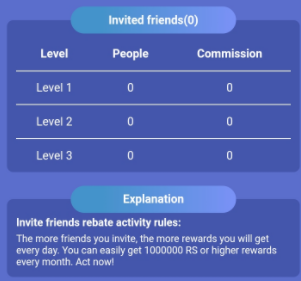 Invited friends(0)
Level People Commission
Level 1 0 0
Level 2 0 0
Level 3 0 0
Explanation
Invite friends rebate activity rules:
The more friends you invite, the more rewards you will get
every day. You can easily get 1000000 RS or higher rewards
every month. Act now!